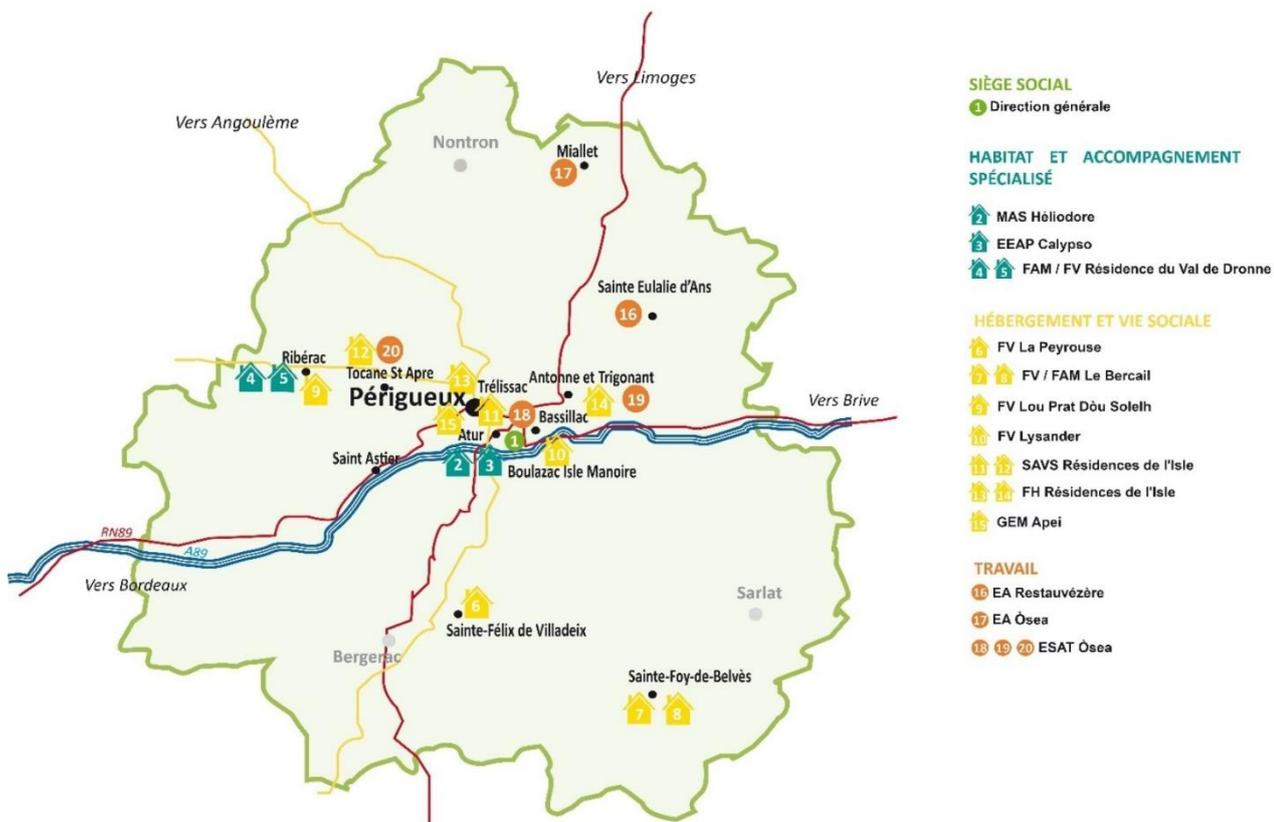 Vers Limoges
Vers Angoulème
Nontron
Miallet
17
Sainte Eulalie d'Ans
16
12
20
Ribérac
4
5
9
Tocane St Apre
13
Périgueux
Trélissac
Antonne et Trigonant
14
19
Vers Brive
15
11
18
Bassillac
Atur
1
10
Saint Astier
2
3
Boulazac Isle Manoire
RN89
A89
Vers Bordeaux
6
Sainte-Félix de Villadeix
Sarlat
Bergerac
Sainte-Foy-de-Belvès
7
8
SIÈGE SOCIAL
1 Direction générale
HABITAT ET ACCOMPAGNEMENT
SPÉCIALISÉ
2 MAS Héliodore
3 EEAP Calypso
4 5 FAM / FV Résidence du Val de Dronne
HÉBERGEMENT ET VIE SOCIALE
6 FV La Peyrouse
7 8 FV / FAM Le Bercail
9 FV Lou Prat Dòu Solelh
10 FV Lysander
11 12 SAVS Résidences de l'Isle
13 14 FH Résidences de l'Isle
15 GEM Apei
TRAVAIL
16 EA Restauvézère
17 EA Òsea
18 19 20 ESAT Òsea